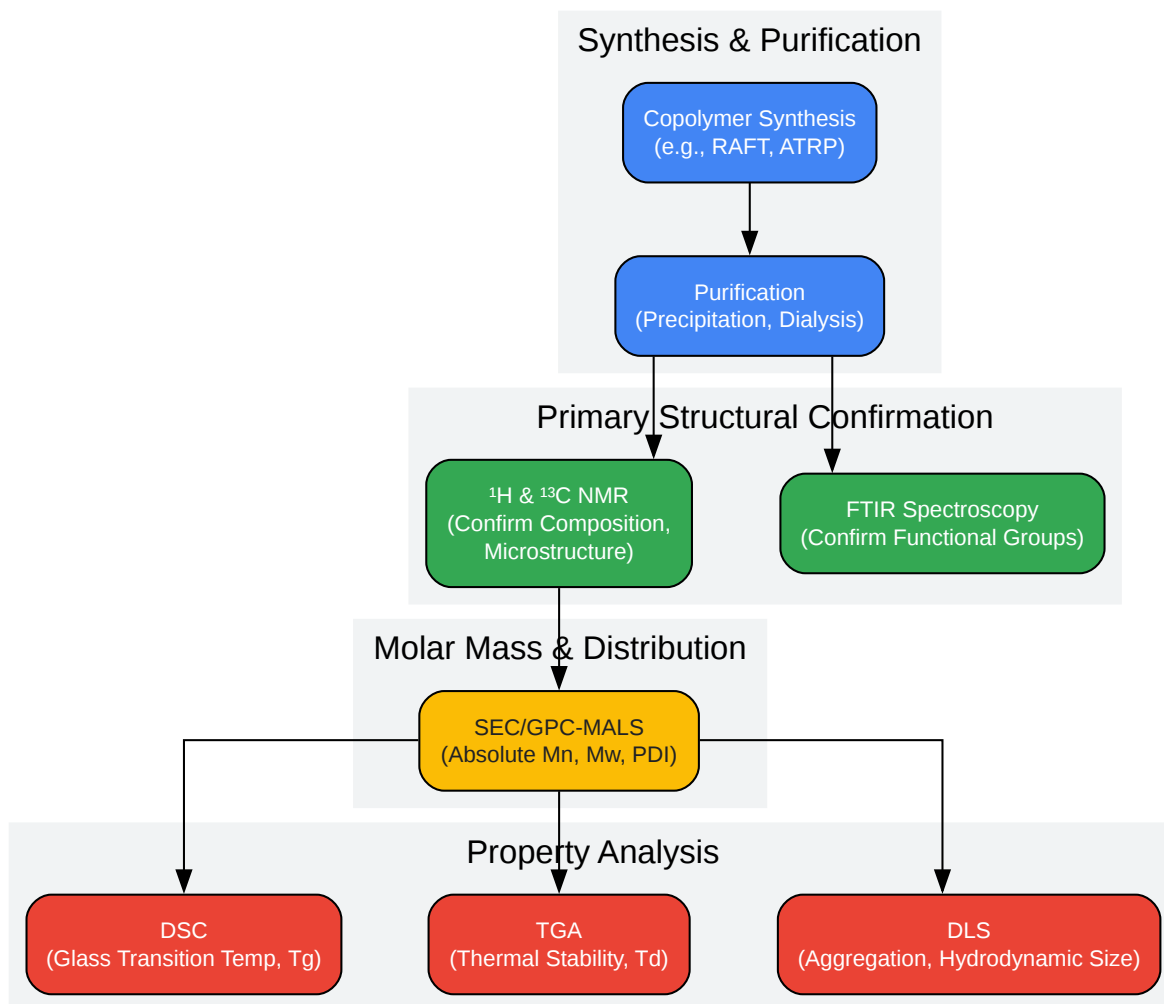 Synthesis & Purification
Copolymer Synthesis
(e.g., RAFT, ATRP)
Purification
(Precipitation, Dialysis)
Primary Structural Confirmation
¹H & ¹³C NMR
(Confirm Composition,
Microstructure)
FTIR Spectroscopy
(Confirm Functional Groups)
Molar Mass & Distribution
SEC/GPC-MALS
(Absolute Mn, Mw, PDI)
Property Analysis
DSC
(Glass Transition Temp, Tg)
TGA
(Thermal Stability, Td)
DLS
(Aggregation, Hydrodynamic Size)